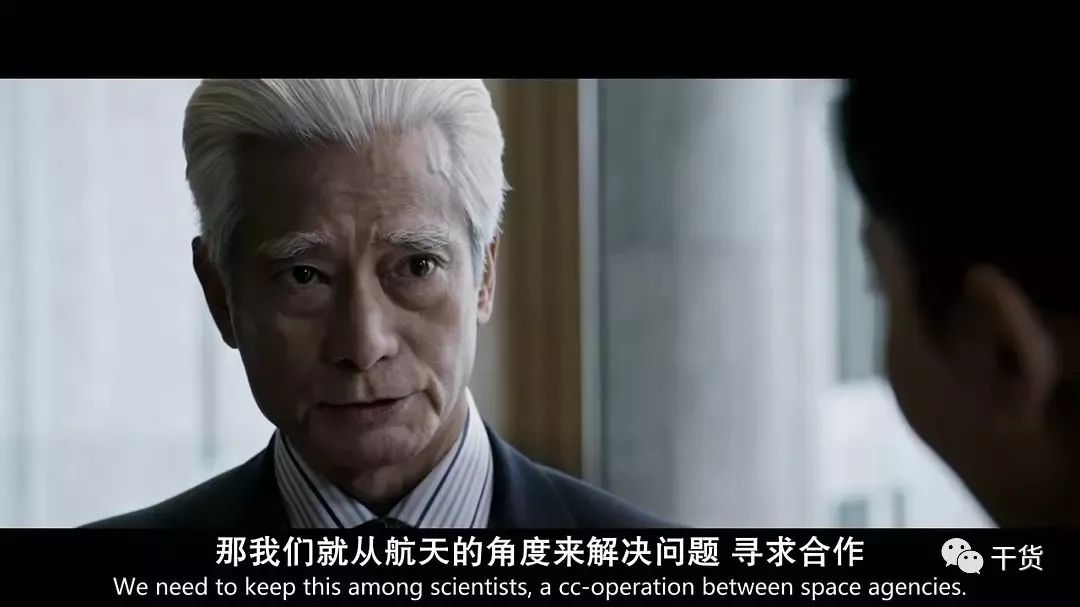 那我们就从航天的角度来解决问题 寻求合作
干货
We need to keep this among scientists, a cc-operation between space agencies.